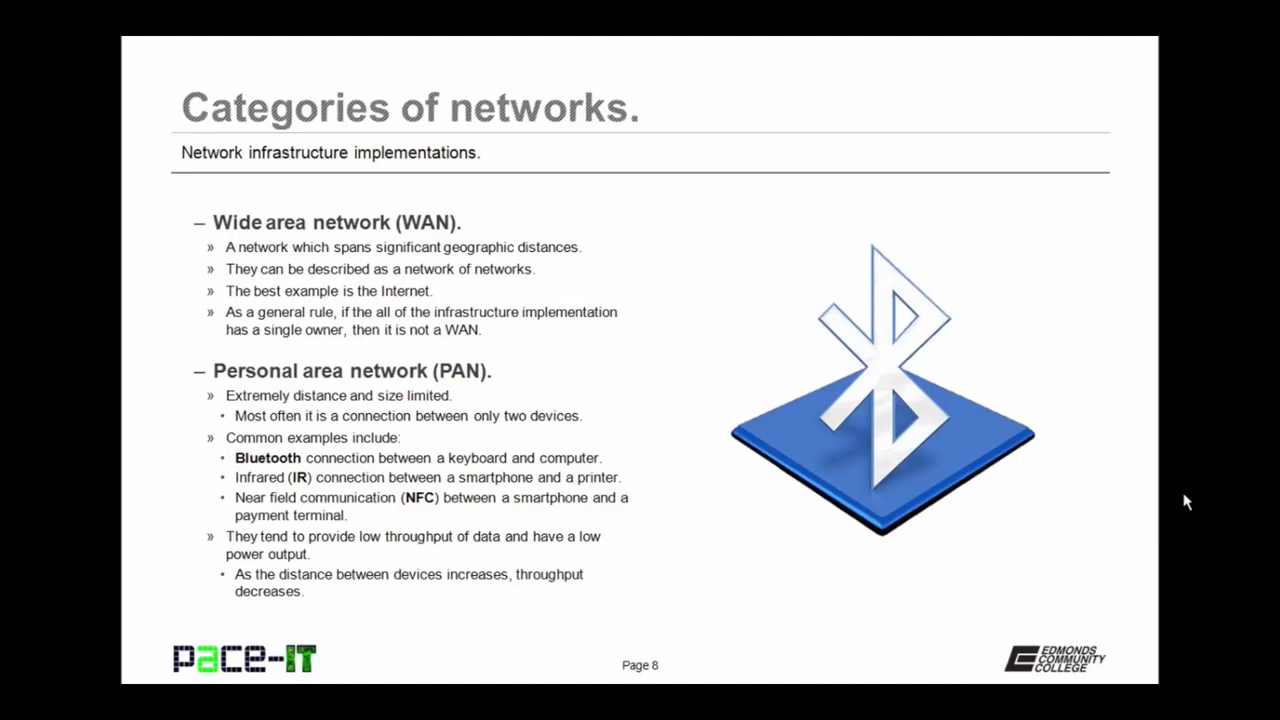 Categories of networks.
Network infrastructure implementations.
– Wide area network (WAN).
» A network which spans significant geographic distances.
» They can be described as a network of networks.
» The best example is the Internet.
» As a general rule, if the all of the infrastructure implementation
has a single owner, then it is not a WAN.
– Personal area network (PAN).
» Extremely distance and size limited.
• Most often it is a connection between only two devices.
» Common examples include:
• Bluetooth connection between a keyboard and computer.
• Infrared (IR) connection between a smartphone and a printer.
• Near field communication (NFC) between a smartphone and a
payment terminal.
» They tend to provide low throughput of data and have a low
power output.
• As the distance between devices increases, throughput
decreases.
pace-IT
Page 8
EDMONDS
COMMUNITY
COLLEGE